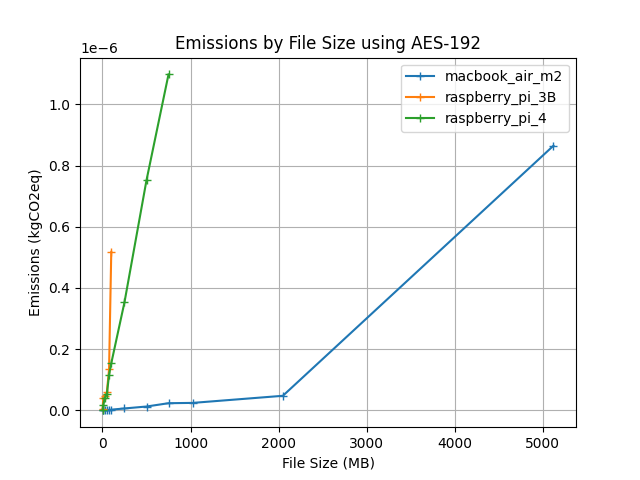 Emissions by File Size using AES-192
1e−6
macbook_air_m2
raspberry_pi_3B
raspberry_pi_4
1.0
0.8
0.6
0.4
0.2
0.0
Emissions (kgCO2eq)
0 1000 2000 3000 4000 5000
File Size (MB)